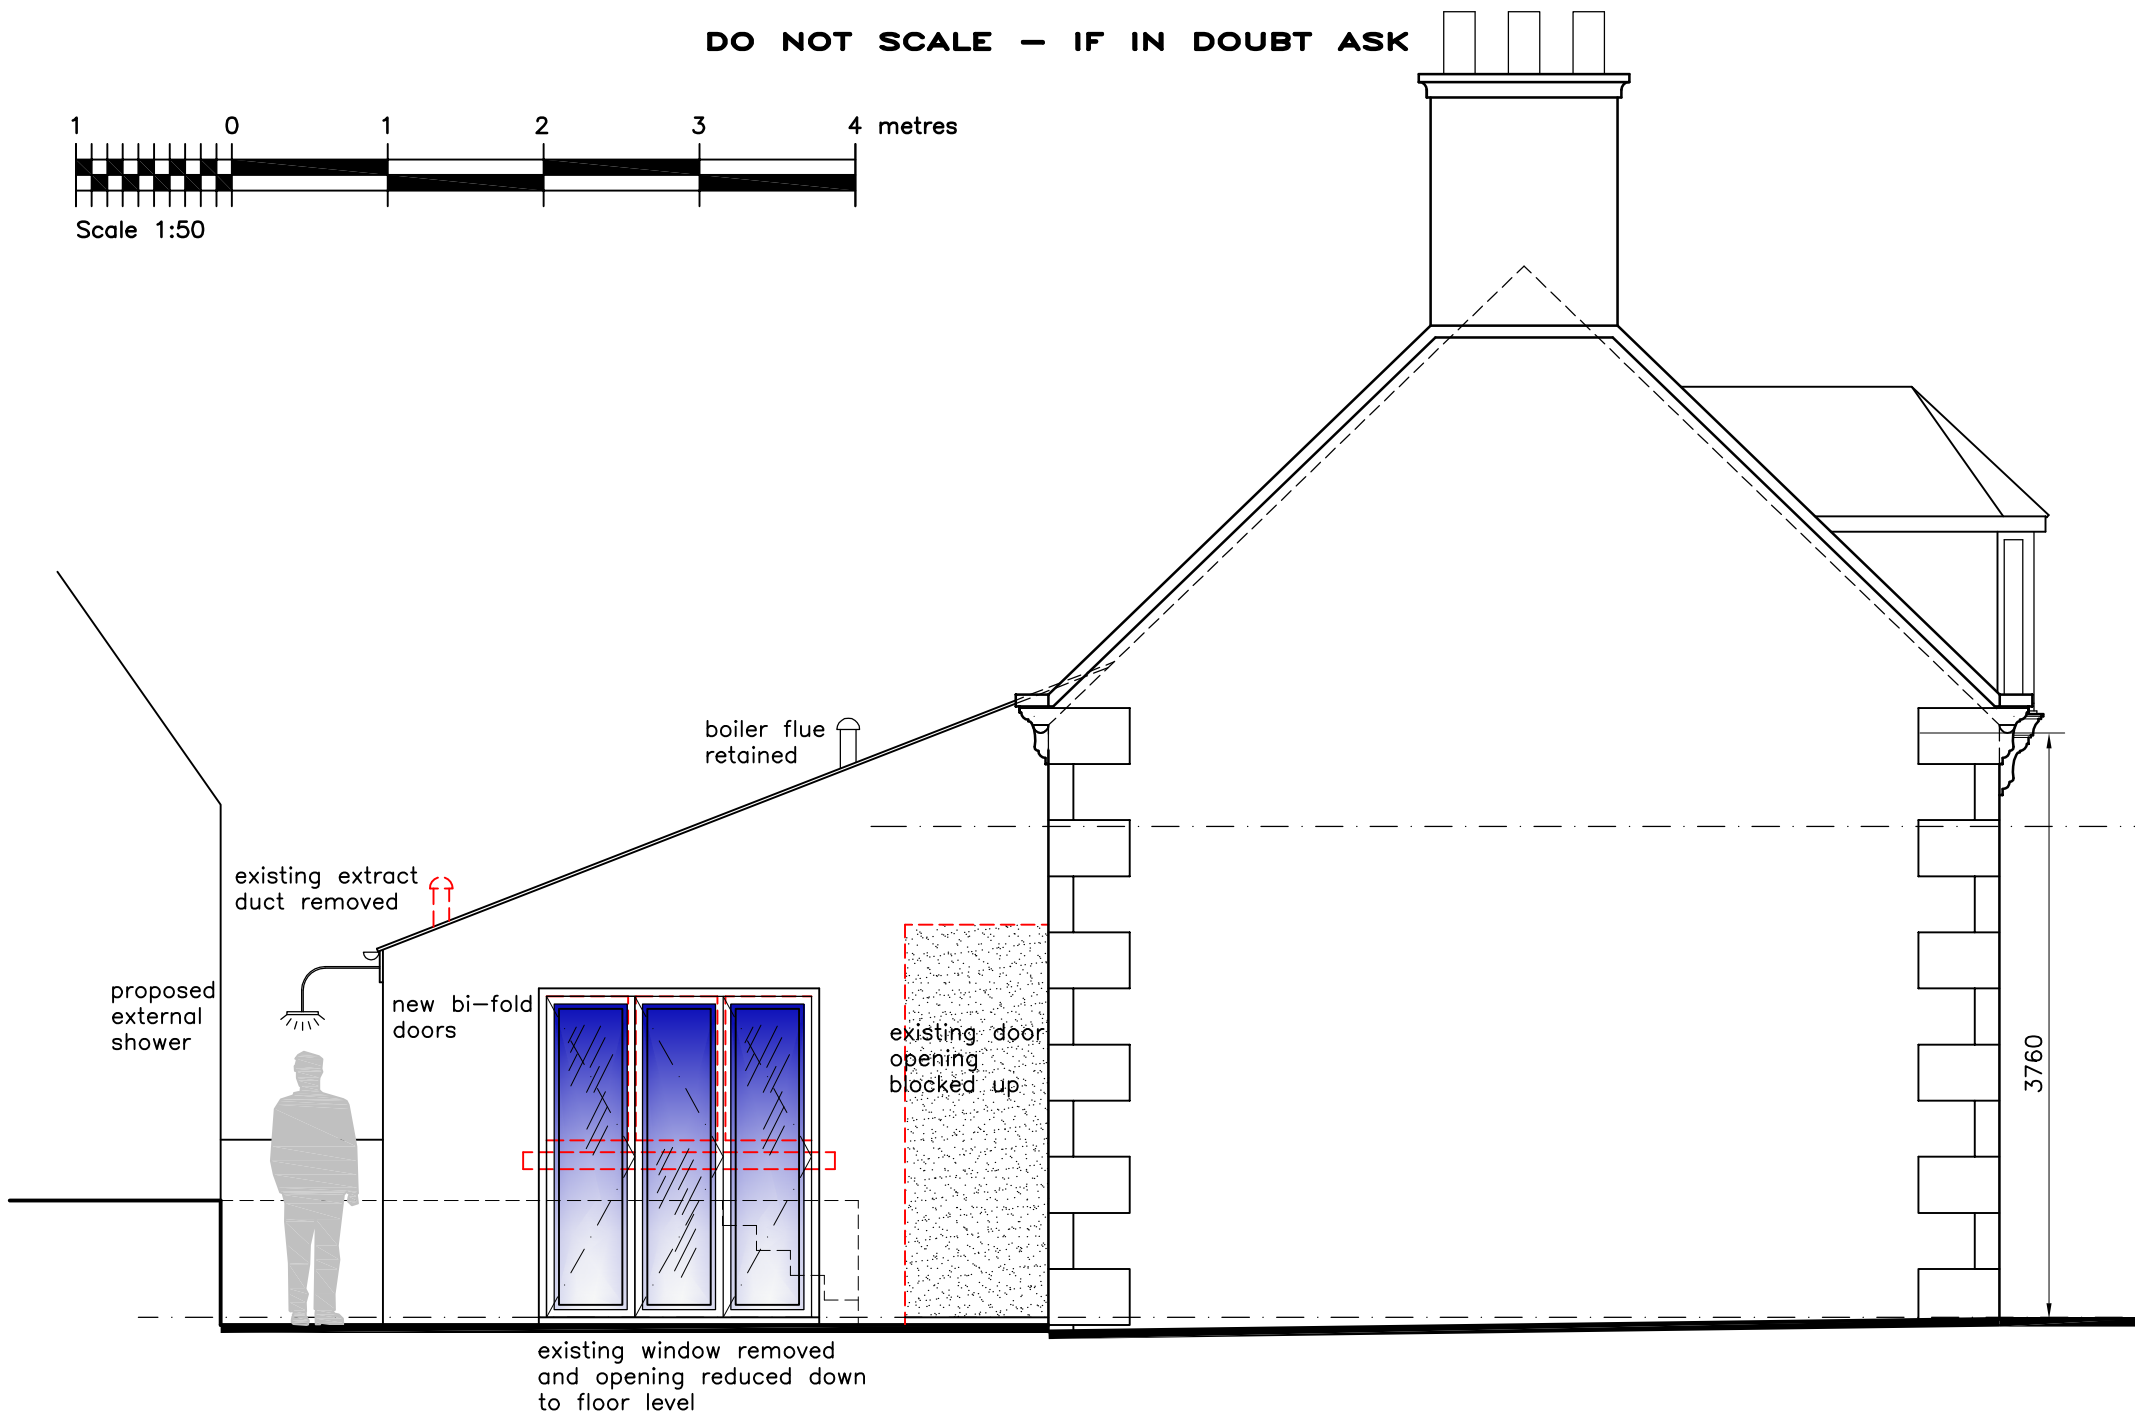 DO NOT SCALE – IF IN DOUBT ASK
1 0 1 2 3 4 metres
Scale 1:50
boiler flue
retained
existing extract
duct removed
proposed
external
shower
new bi-fold
doors
existing door
opening
blocked up
3760
existing window removed
and opening reduced down
to floor level